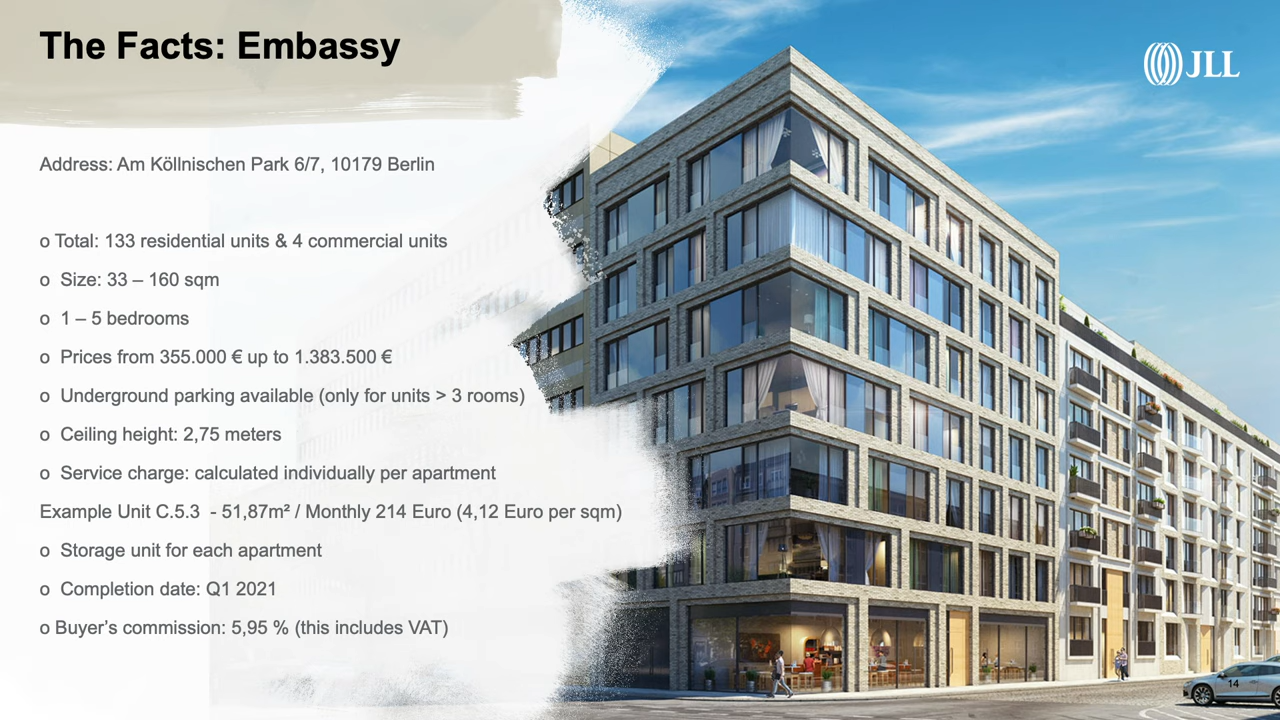 The Facts: Embassy
JLL
Address: Am Köllnischen Park 6/7, 10179 Berlin
o Total: 133 residential units & 4 commercial units
o Size: 33 – 160 sqm
o 1 – 5 bedrooms
o Prices from 355.000 € up to 1.383.500 €
o Underground parking available (only for units > 3 rooms)
o Ceiling height: 2,75 meters
o Service charge: calculated individually per apartment
Example Unit C.5.3 - 51,87m² / Monthly 214 Euro (4,12 Euro per sqm)
o Storage unit for each apartment
o Completion date: Q1 2021
o Buyer’s commission: 5,95 % (this includes VAT)
14